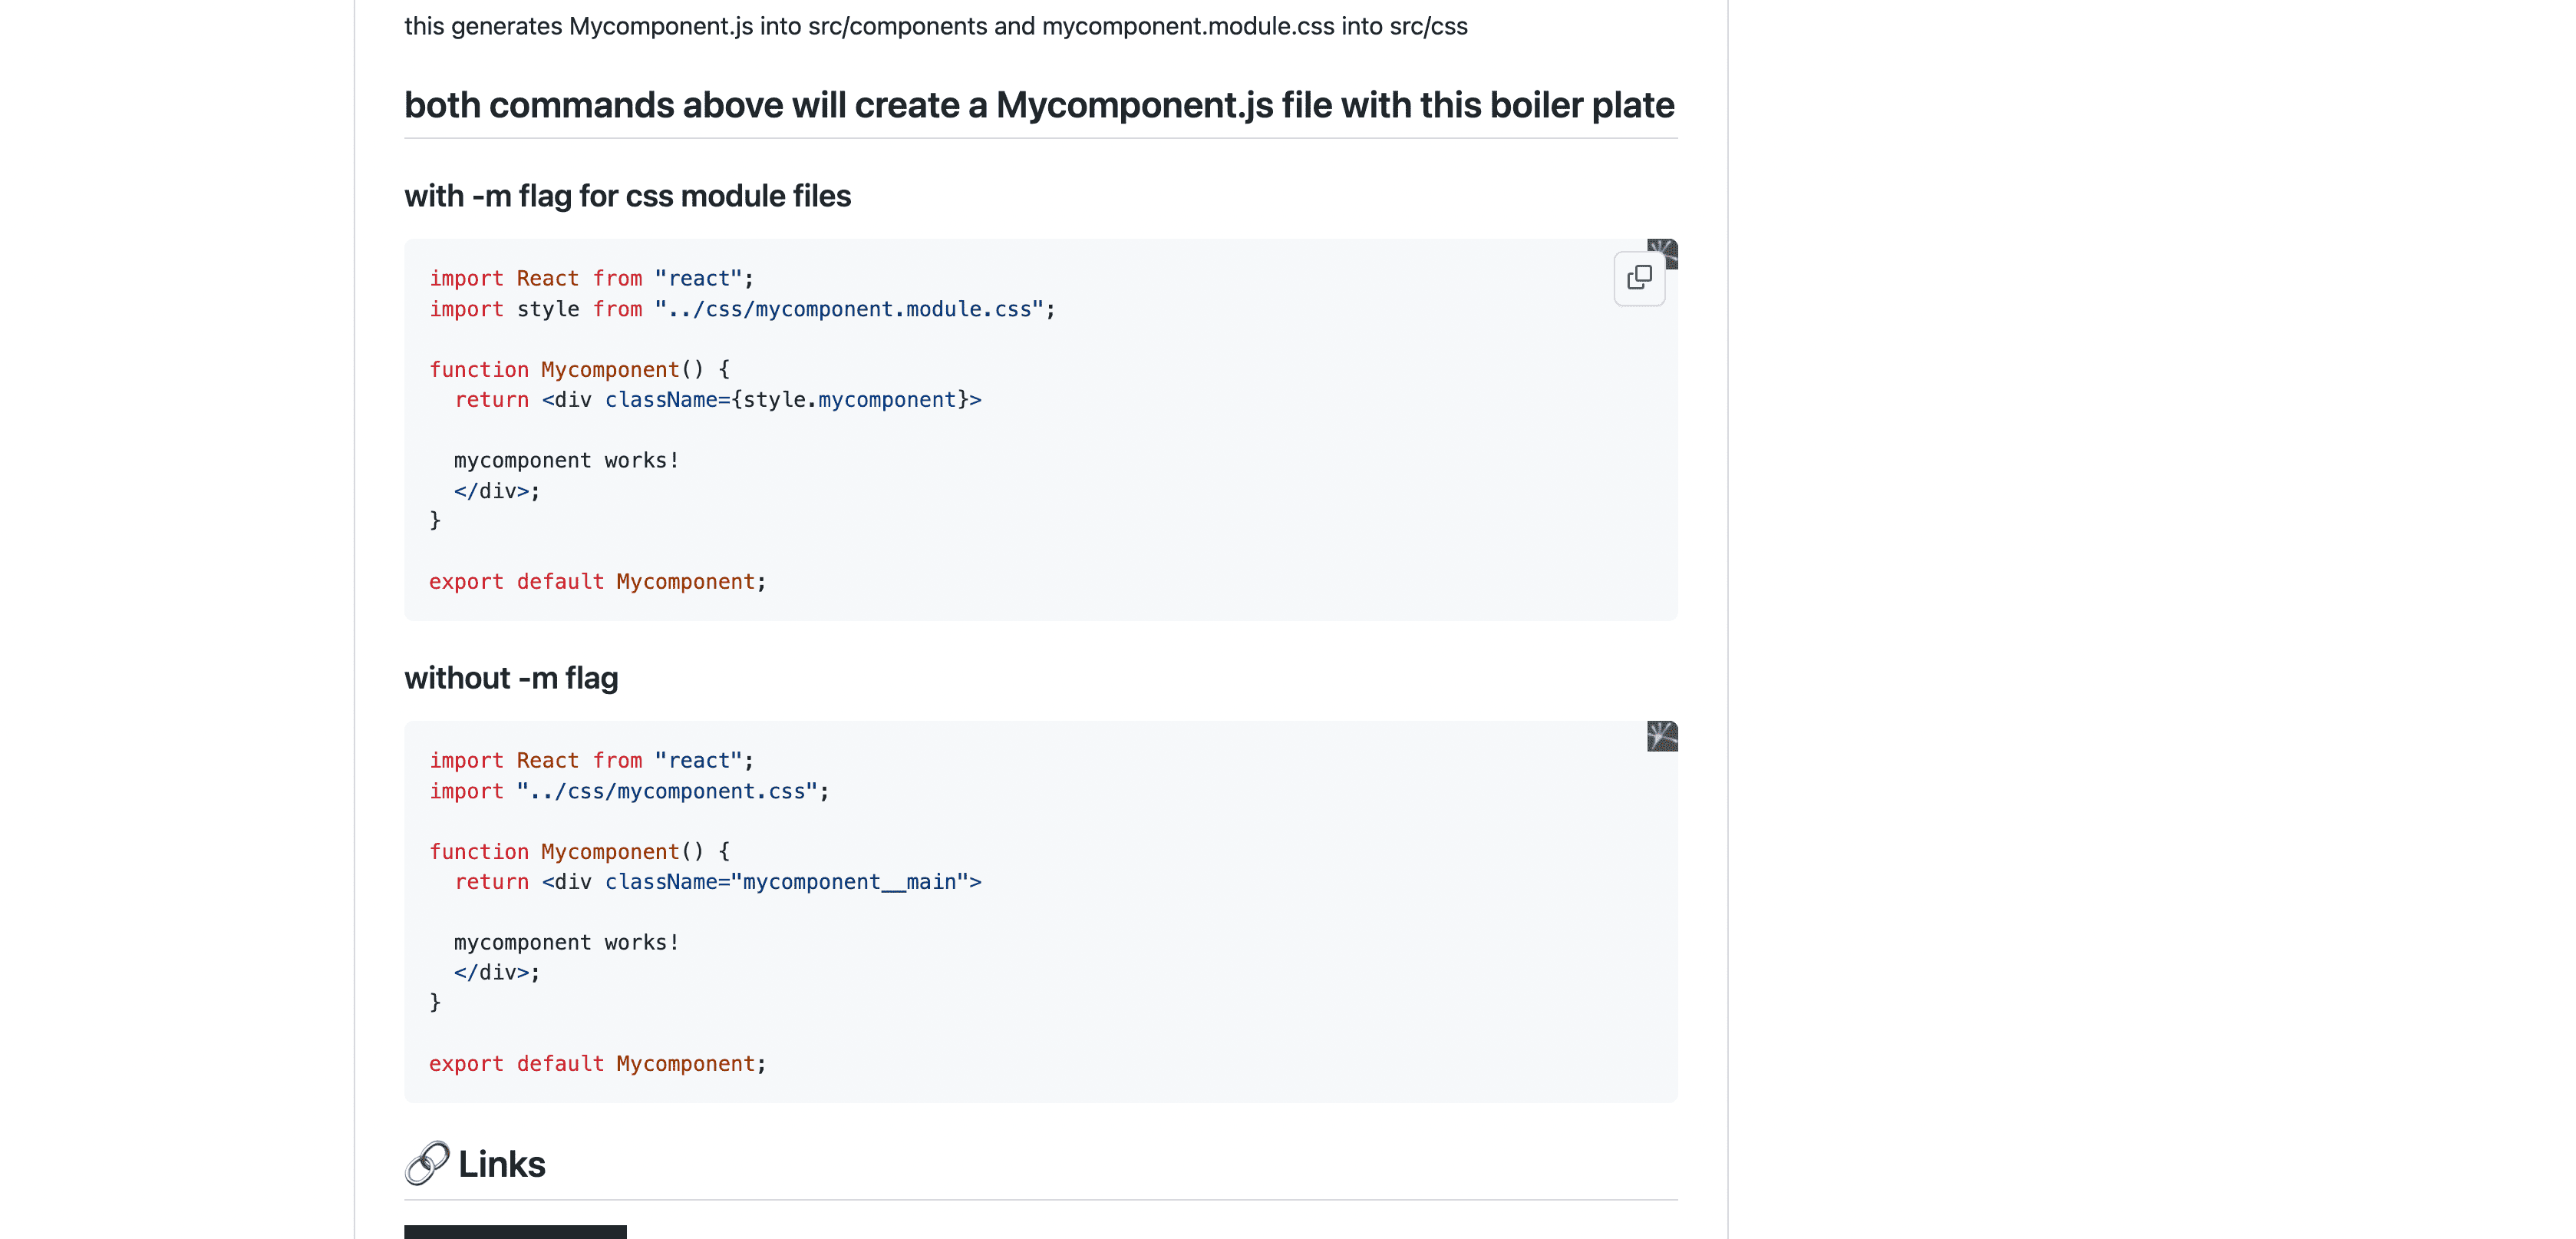 this generates Mycomponent.js into src/components and mycomponent.module.css into src/css
both commands above will create a Mycomponent.js file with this boiler plate
with -m flag for css module files
import React from "react";
import style from "../css/mycomponent.module.css";
function Mycomponent() {
  return <div className={style.mycomponent}>
  mycomponent works!
  </div>;
}
export default Mycomponent;
without -m flag
import React from "react";
import "../css/mycomponent.css";
function Mycomponent() {
  return <div className="mycomponent__main">
  mycomponent works!
  </div>;
}
export default Mycomponent;
🔗 Links